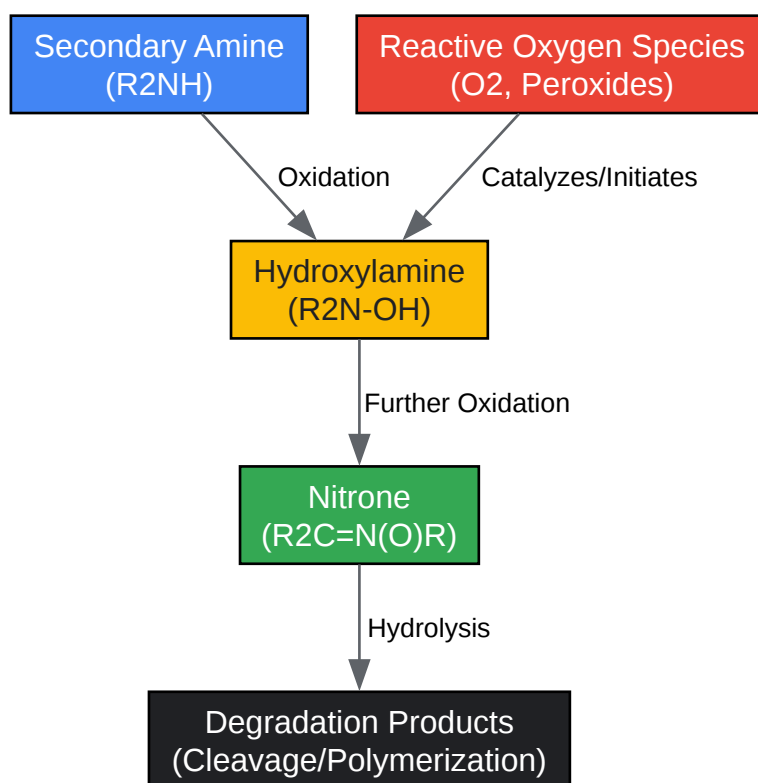 Secondary Amine
(R2NH)
Reactive Oxygen Species
(O2, Peroxides)
Oxidation
Catalyzes/Initiates
Hydroxylamine
(R2N-OH)
Further Oxidation
Nitrone
(R2C=N(O)R)
Hydrolysis
Degradation Products
(Cleavage/Polymerization)